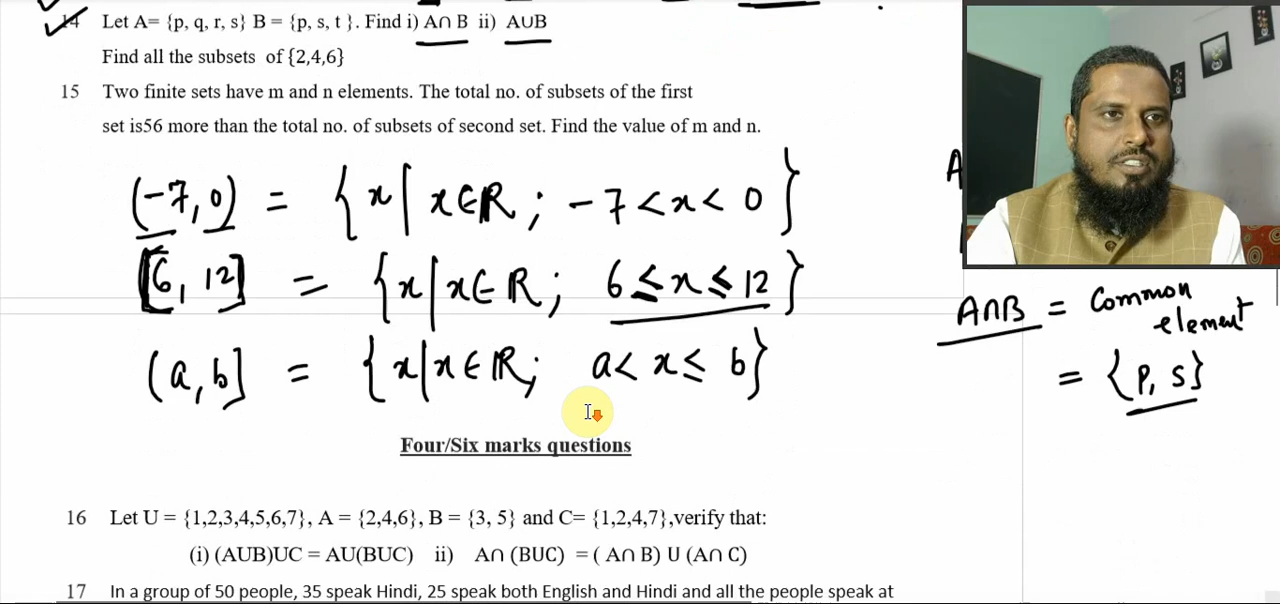 14 Let A= {p, q, r, s} B = {p, s, t }. Find i) A∩ B ii) AUB
Find all the subsets of {2,4,6}
15 Two finite sets have m and n elements. The total no. of subsets of the first
set is56 more than the total no. of subsets of second set. Find the value of m and n.
(-7, 0) = {x | x∈R ; -7 < x < 0}
[6, 12] = {x | x∈R ; 6 ≤ x ≤ 12}
(a, b] = {x | x∈R ; a < x ≤ b}
A
A∩B = Common
element
= {P, S}
Four/Six marks questions
16 Let U = {1,2,3,4,5,6,7}, A = {2,4,6}, B = {3, 5} and C= {1,2,4,7},verify that:
(i) (AUB)UC = AU(BUC) ii) A∩ (BUC) =( A∩ B) U (A∩ C)
17 In a group of 50 people, 35 speak Hindi, 25 speak both English and Hindi and all the people speak at